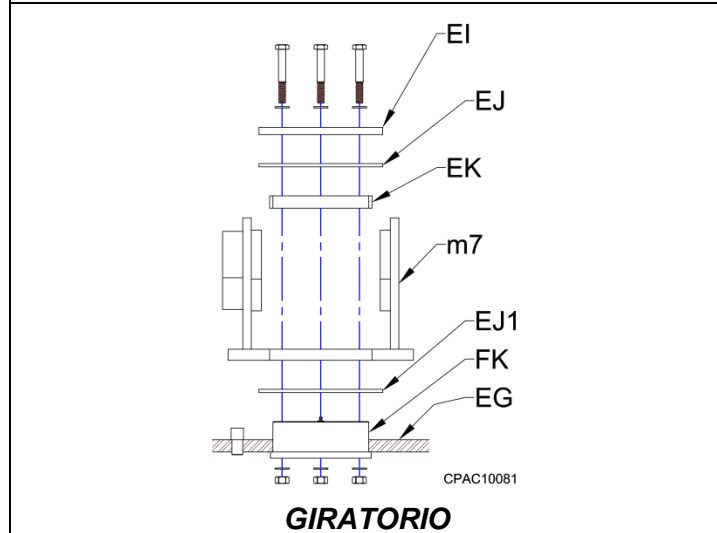 EI
EJ
EK
m7
EJ1
FK
EG
CPAC10081
GIRATORIO